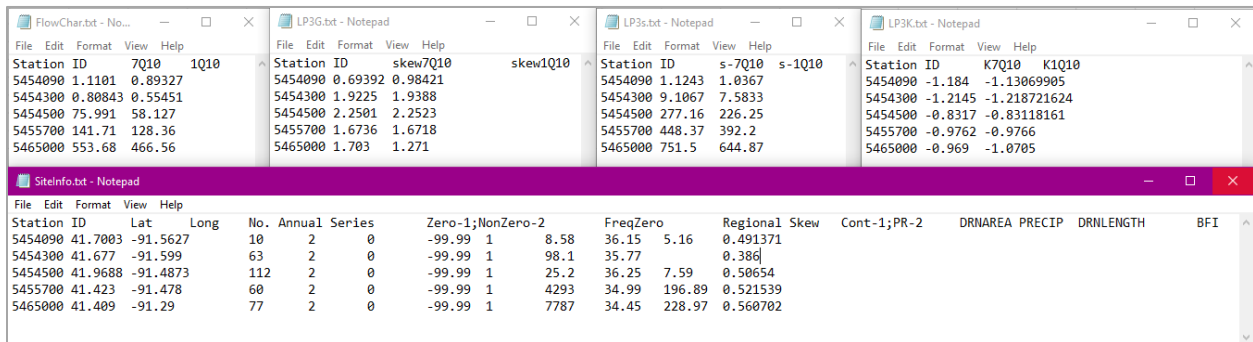 FlowChar.txt - No...
File Edit Format View Help
Station ID 7Q10 1Q10
5454090 1.1101 0.89327
5454300 0.80843 0.55451
5454500 75.991 58.127
5455700 141.71 128.36
5465000 553.68 466.56
LP3G.txt - Notepad
File Edit Format View Help
Station ID skew7Q10 skew1Q10
5454090 0.69392 0.98421
5454300 1.9225 1.9388
5454500 2.2501 2.2523
5455700 1.6736 1.6718
5465000 1.703 1.271
LP3s.txt - Notepad
File Edit Format View Help
Station ID s-7Q10 s-1Q10
5454090 1.1243 1.0367
5454300 9.1067 7.5833
5454500 277.16 226.25
5455700 448.37 392.2
5465000 751.5 644.87
LP3K.txt - Notepad
File Edit Format View Help
Station ID K7Q10 K1Q10
5454090 -1.184 -1.13069905
5454300 -1.2145 -1.218721624
5454500 -0.8317 -0.83118161
5455700 -0.9762 -0.9766
5465000 -0.969 -1.0705
SiteInfo.txt - Notepad
File Edit Format View Help
Station ID Lat Long No. Annual Series Zero-1;NonZero-2 FreqZero Regional Skew Cont-1;PR-2 DRNAREA PRECIP DRNLENGTH BFI
5454090 41.7003 -91.5627 10 2 0 -99.99 1 8.58 36.15 5.16 0.491371
5454300 41.677 -91.599 63 2 0 -99.99 1 98.1 35.77 0.386
5454500 41.9688 -91.4873 112 2 0 -99.99 1 25.2 36.25 7.59 0.50654
5455700 41.423 -91.478 60 2 0 -99.99 1 4293 34.99 196.89 0.521539
5465000 41.409 -91.29 77 2 0 -99.99 1 7787 34.45 228.97 0.560702